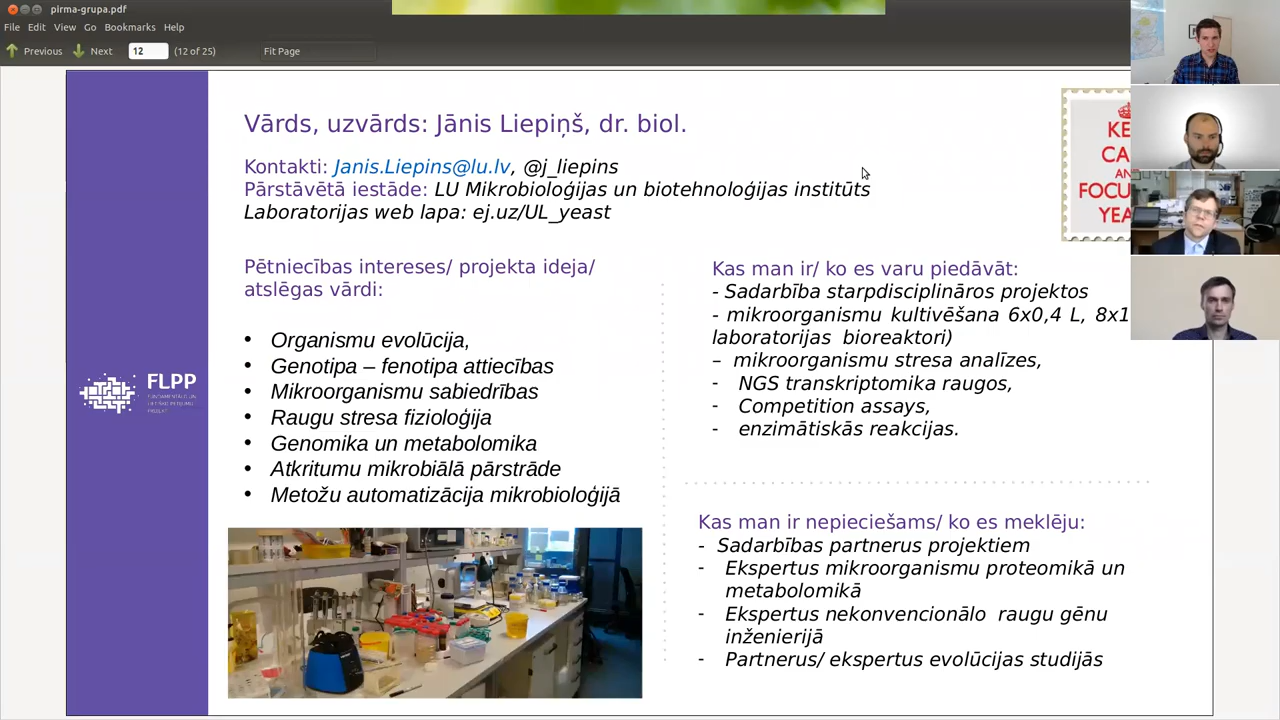 pirma-grupa.pdf
File Edit View Go Bookmarks Help
Previous Next 12 (12 of 25) Fit Page
Vārds, uzvārds: Jānis Liepiņš, dr. biol.
Kontakti: Janis.Liepins@lu.lv, @j_liepins
Pārstāvētā iestāde: LU Mikrobioloģijas un biotehnoloģijas institūts
Laboratorijas web lapa: ej.uz/UL_yeast
KE
CA
AN
FOCU
YEA
Pētniecības intereses/ projekta ideja/
atslēgas vārdi:
• Organismu evolūcija,
• Genotipa – fenotipa attiecības
• Mikroorganismu sabiedrības
• Raugu stresa fizioloģija
• Genomika un metabolomika
• Atkritumu mikrobiālā pārstrāde
• Metožu automatizācija mikrobioloģijā
Kas man ir/ ko es varu piedāvāt:
- Sadarbība starpdisciplināros projektos
- mikroorganismu kultivēšana 6x0,4 L, 8x1
laboratorijas bioreaktori)
– mikroorganismu stresa analīzes,
- NGS transkriptomika raugos,
- Competition assays,
- enzimātiskās reakcijas.
Kas man ir nepieciešams/ ko es meklēju:
- Sadarbības partnerus projektiem
- Ekspertus mikroorganismu proteomikā un
metabolomikā
- Ekspertus nekonvencionālo raugu gēnu
inženierijā
- Partnerus/ ekspertus evolūcijas studijās
FLPP